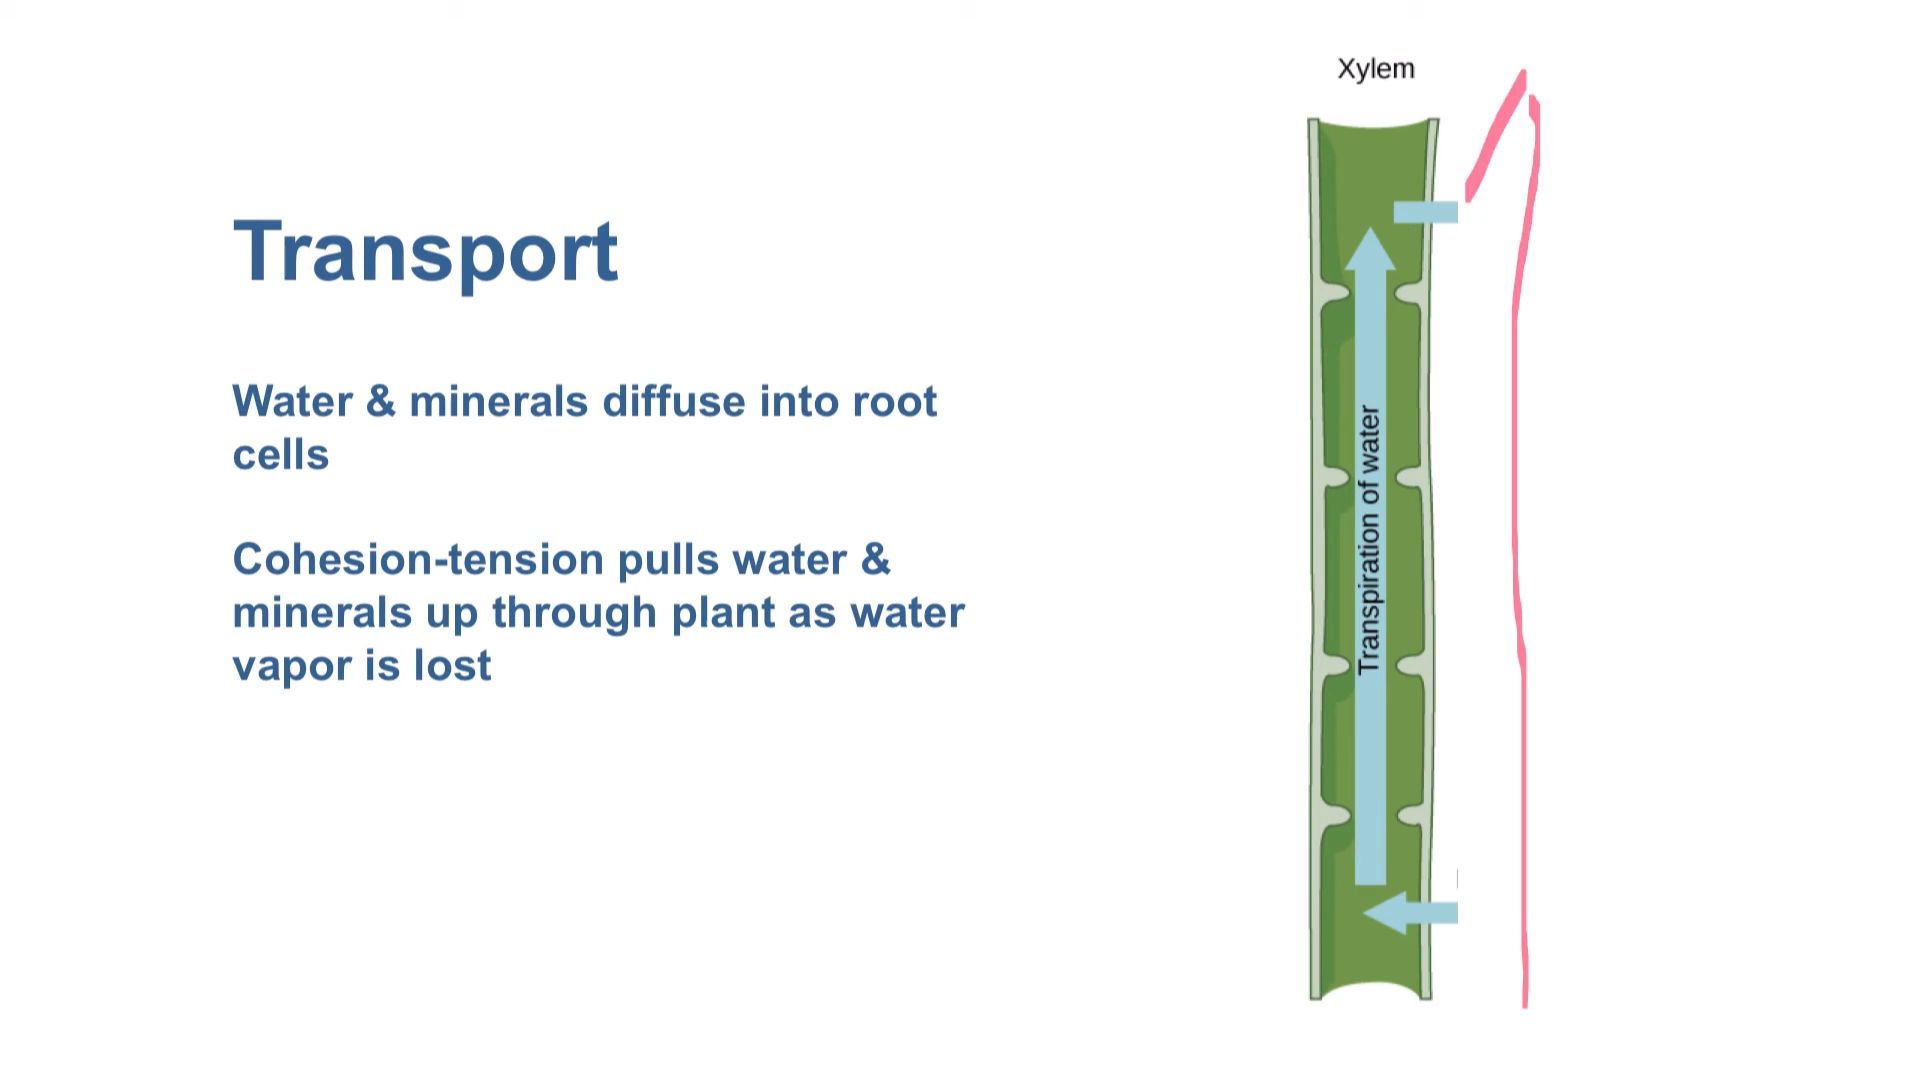 Xylem
Transport
Water & minerals diffuse into root
cells
Cohesion-tension pulls water &
minerals up through plant as water
vapor is lost
Transpiration of water